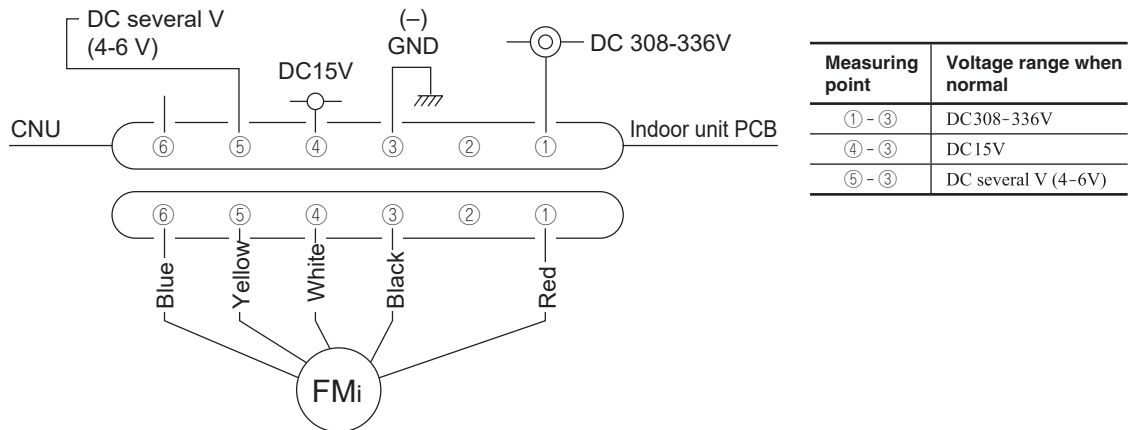 DC several V
(4-6 V)
(–)
GND
DC 308-336V
DC15V
CNU
⑥ ⑤ ④ ③ ② ①
Indoor unit PCB
⑥ ⑤ ④ ③ ② ①
Blue
Yellow
White
Black
Red
FMi
Measuring point
Voltage range when normal
①-③ DC308-336V
④-③ DC15V
⑤-③ DC several V (4-6V)